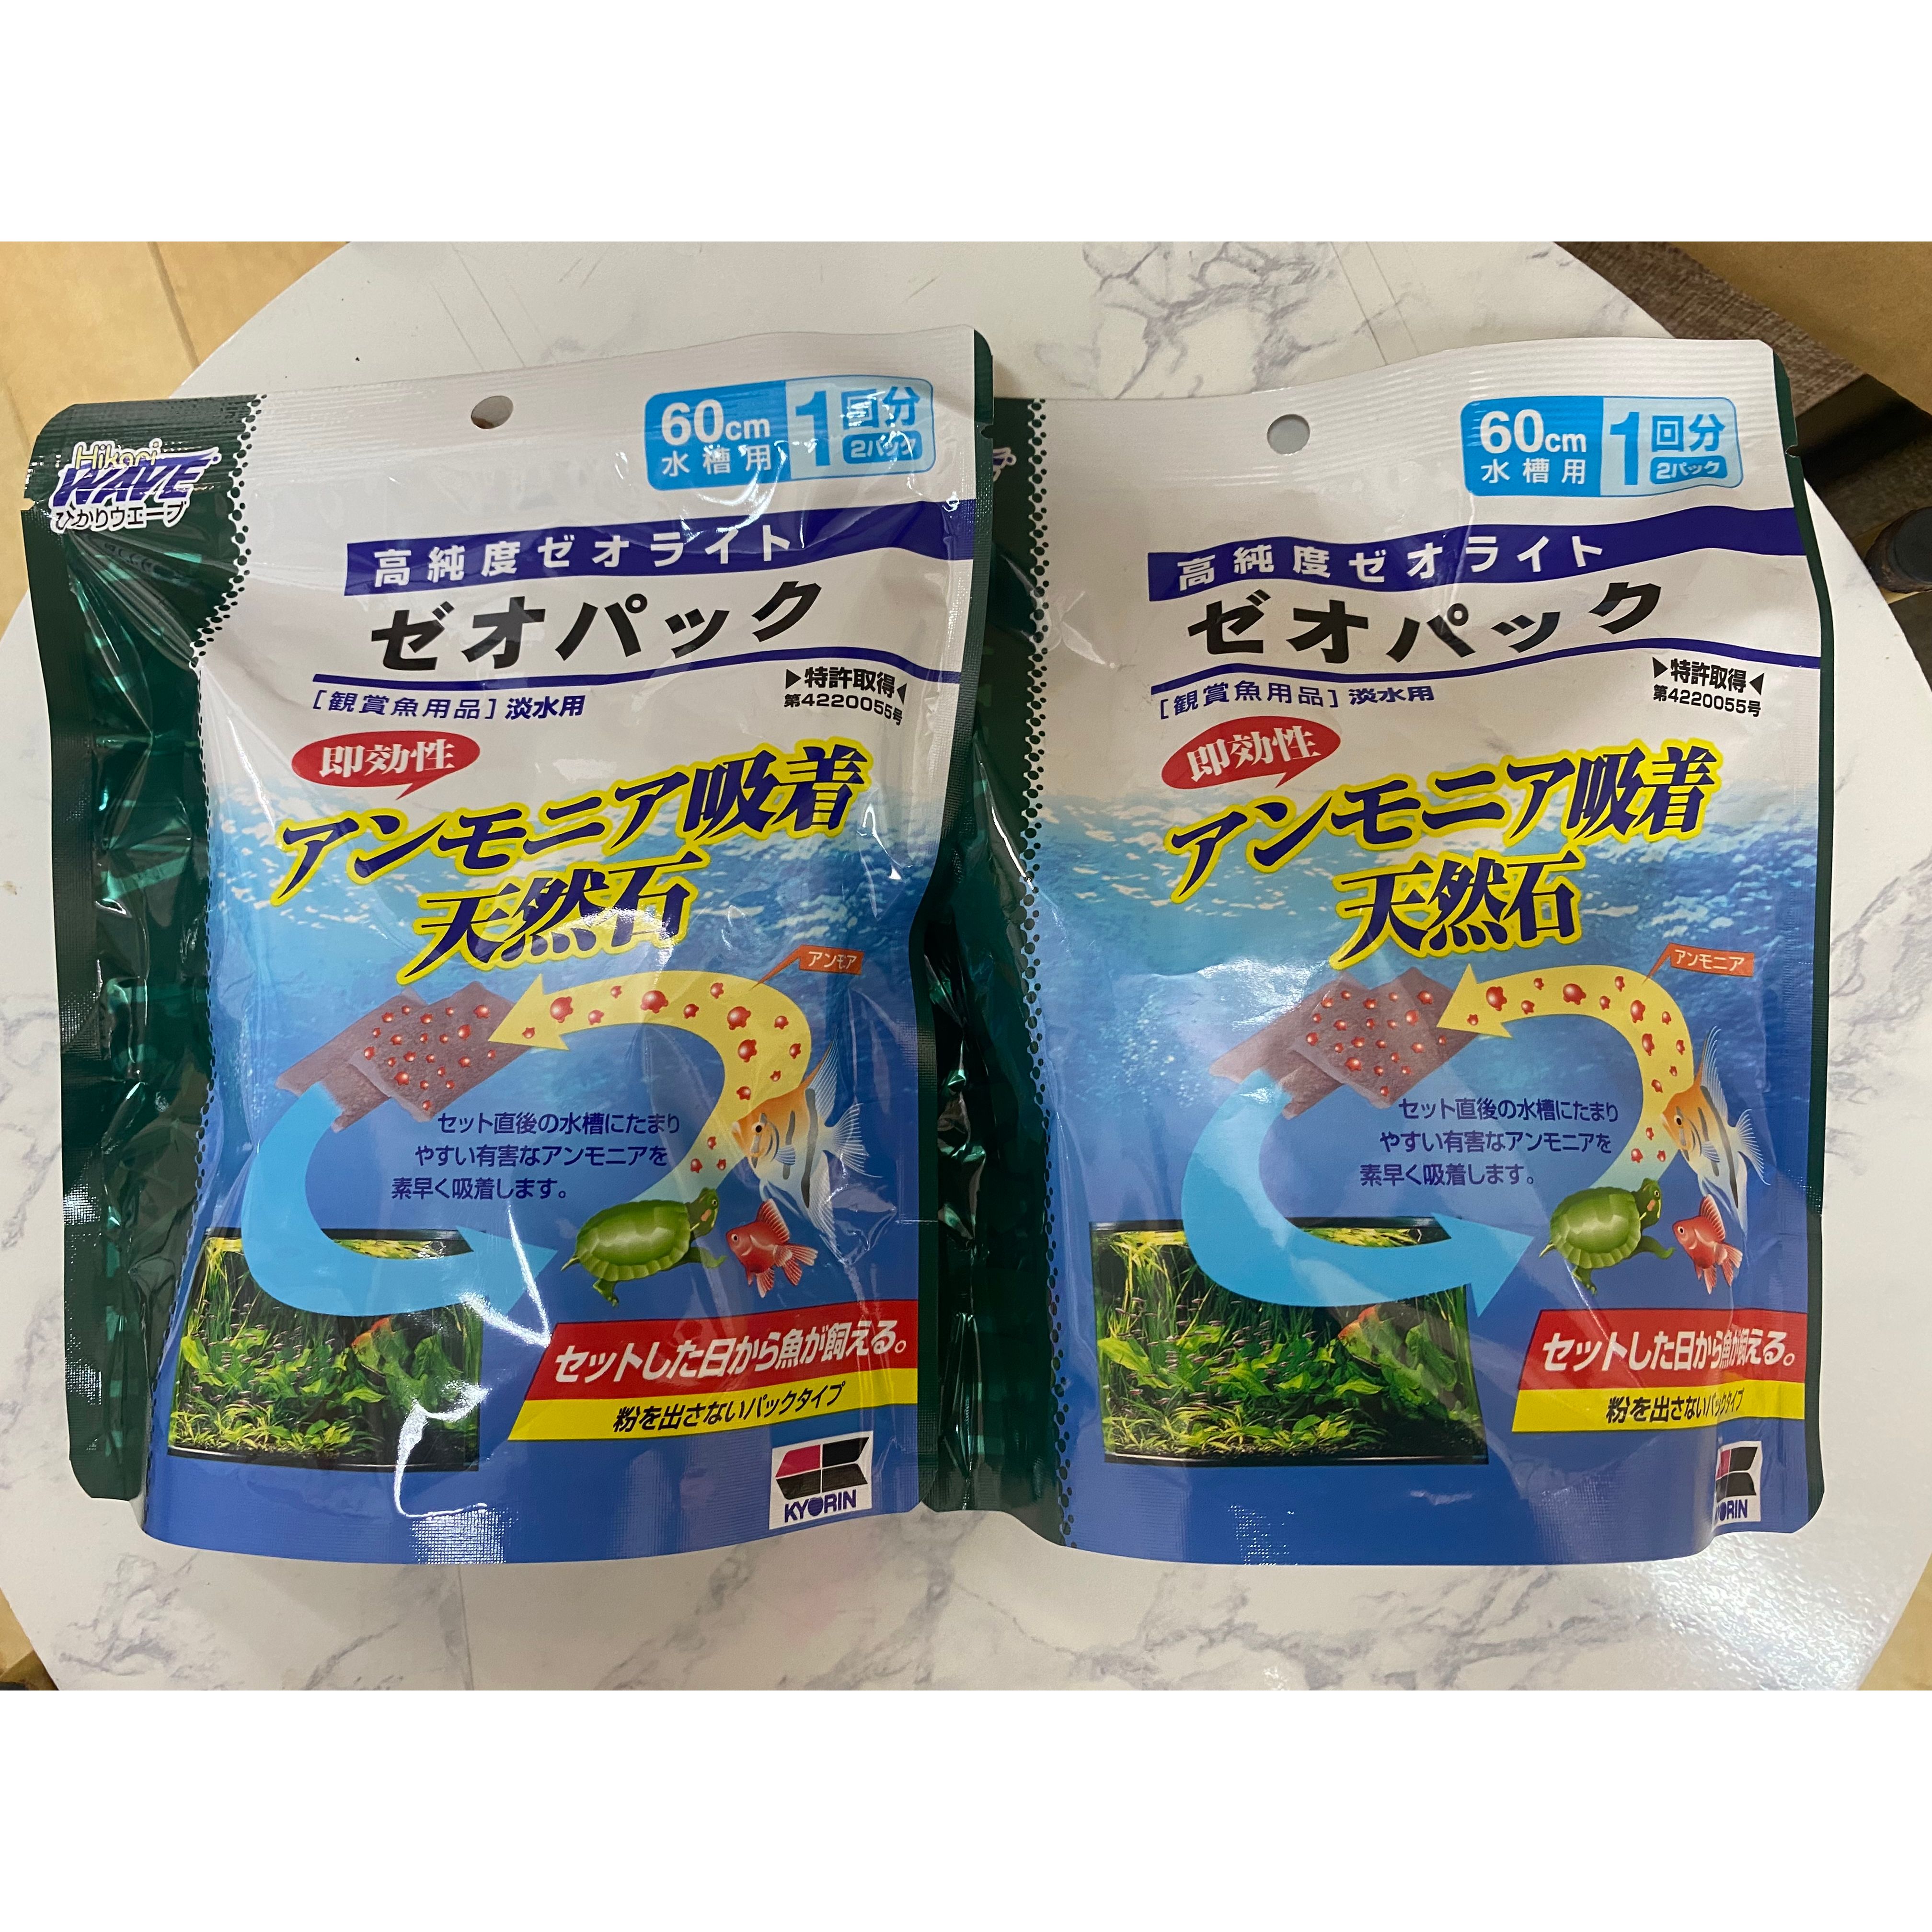 Hikari
WAVE
ひかりウエーブ
60cm
水槽用
1回分
2パック
高純度ゼオライト
ゼオパック
[観賞魚用品] 淡水用
▶特許取得◀
第4220055号
即効性
アンモニア吸着
天然石
セット直後の水槽にたまり
やすい有害なアンモニアを
素早く吸着します。
セットした日から魚が飼える。
粉を出さないパックタイプ
KYORIN
60cm
水槽用
1回分
2パック
高純度ゼオライト
ゼオパック
[観賞魚用品] 淡水用
▶特許取得◀
第4220055号
即効性
アンモニア吸着
天然石
アンモニア
セット直後の水槽にたまり
やすい有害なアンモニアを
素早く吸着します。
セットした日から魚が飼える。
粉を出さないパックタイプ